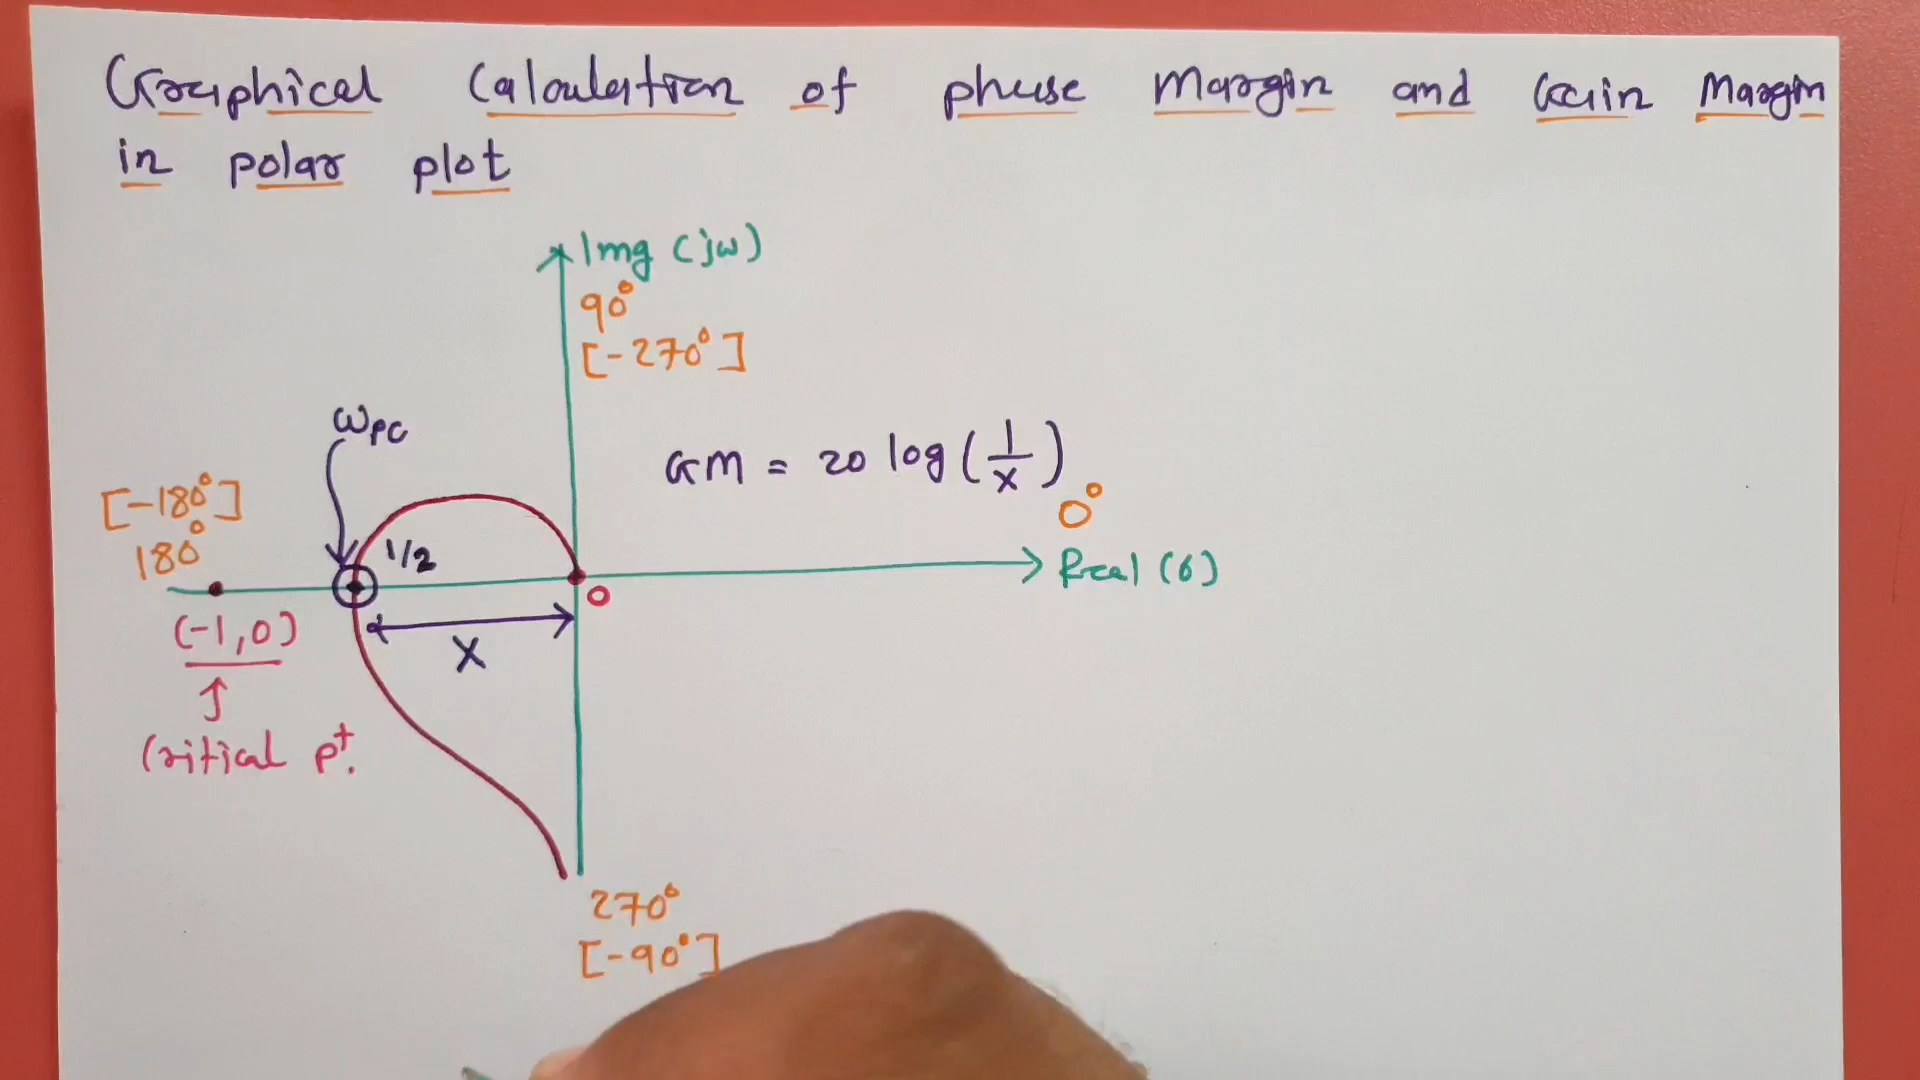 Graphical Calculation of phase Margin and Gain Margin
in polar plot
Img (jω)
90°
[-270°]
ωPC
GM = 20 log (1/x)
0°
[-180°]
180°
1/2
Real (6)
0
(-1,0)
X
Critical pt.
270°
[-90°]